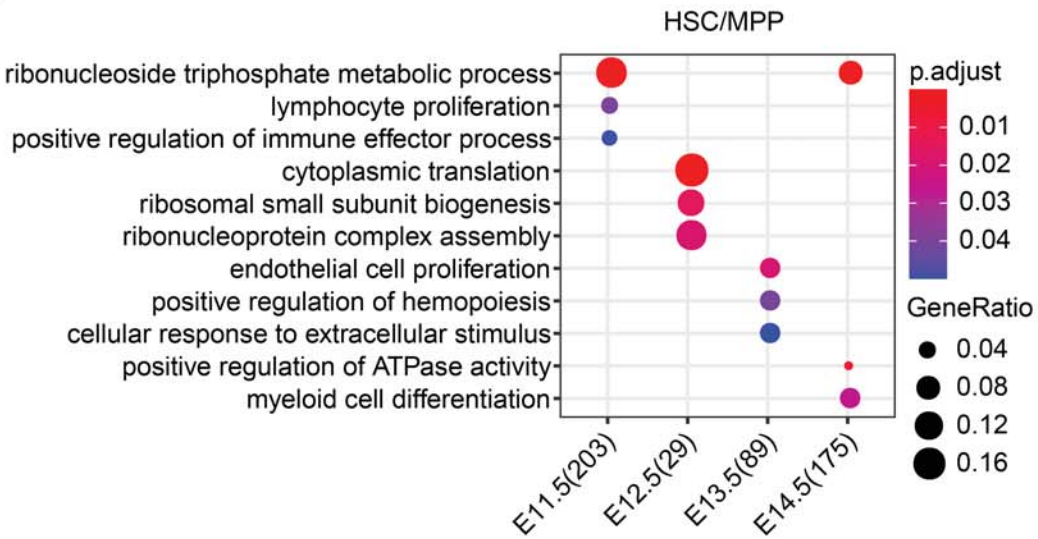 HSC/MPP
ribonucleoside triphosphate metabolic process
lymphocyte proliferation
positive regulation of immune effector process
cytoplasmic translation
ribosomal small subunit biogenesis
ribonucleoprotein complex assembly
endothelial cell proliferation
positive regulation of hemopoiesis
cellular response to extracellular stimulus
positive regulation of ATPase activity
myeloid cell differentiation
E11.5(203)
E12.5(29)
E13.5(89)
E14.5(175)
p.adjust
0.01
0.02
0.03
0.04
GeneRatio
0.04
0.08
0.12
0.16